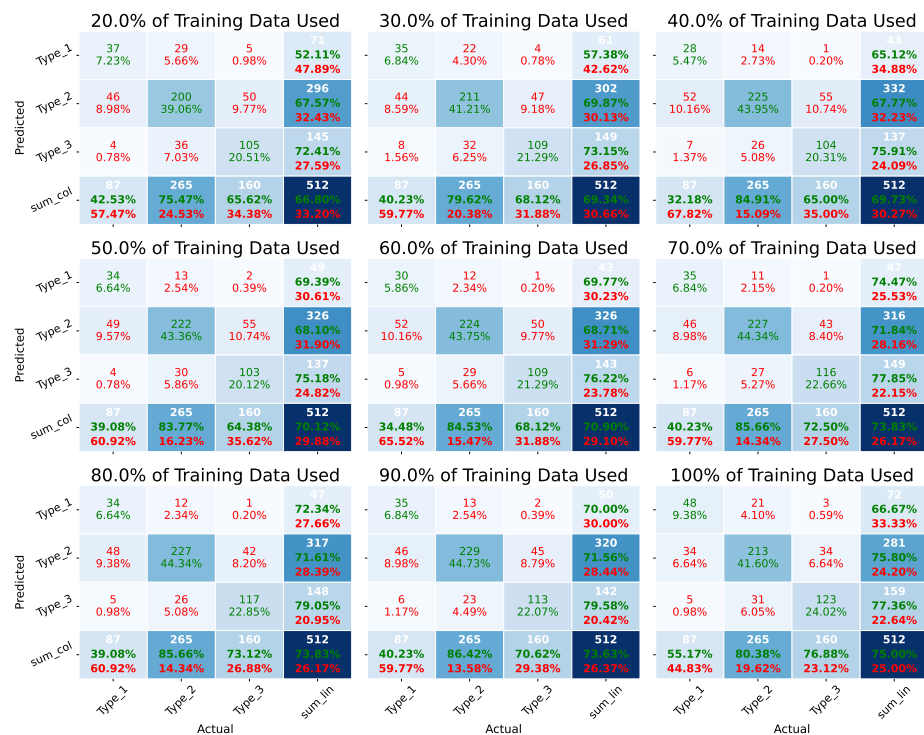 20.0% of Training Data Used
30.0% of Training Data Used
40.0% of Training Data Used
Type_1
37 29 5 71
7.23% 5.66% 0.98% 52.11%
47.89%
35 22 4 61
6.84% 4.30% 0.78% 57.38%
42.62%
28 14 1 43
5.47% 2.73% 0.20% 65.12%
34.88%
Predicted
Type_2
46 200 50 296
8.98% 39.06% 9.77% 67.57%
32.43%
44 211 47 302
8.59% 41.21% 9.18% 69.87%
30.13%
52 225 55 332
10.16% 43.95% 10.74% 67.77%
32.23%
Type_3
4 36 105 145
0.78% 7.03% 20.51% 72.41%
27.59%
8 32 109 149
1.56% 6.25% 21.29% 73.15%
26.85%
7 26 104 137
1.37% 5.08% 20.31% 75.91%
24.09%
sum_col
87 265 160 512
42.53% 75.47% 65.62% 66.80%
57.47% 24.53% 34.38% 33.20%
87 265 160 512
40.23% 79.62% 68.12% 69.34%
59.77% 20.38% 31.88% 30.66%
87 265 160 512
32.18% 84.91% 65.00% 69.73%
67.82% 15.09% 35.00% 30.27%
50.0% of Training Data Used
60.0% of Training Data Used
70.0% of Training Data Used
Type_1
34 13 2 49
6.64% 2.54% 0.39% 69.39%
30.61%
30 12 1 43
5.86% 2.34% 0.20% 69.77%
30.23%
35 11 1 47
6.84% 2.15% 0.20% 74.47%
25.53%
Predicted
Type_2
49 222 55 326
9.57% 43.36% 10.74% 68.10%
31.90%
52 224 50 326
10.16% 43.75% 9.77% 68.71%
31.29%
46 227 43 316
8.98% 44.34% 8.40% 71.84%
28.16%
Type_3
4 30 103 137
0.78% 5.86% 20.12% 75.18%
24.82%
5 29 109 143
0.98% 5.66% 21.29% 76.22%
23.78%
6 27 116 149
1.17% 5.27% 22.66% 77.85%
22.15%
sum_col
87 265 160 512
39.08% 83.77% 64.38% 70.12%
60.92% 16.23% 35.62% 29.88%
87 265 160 512
34.48% 84.53% 68.12% 70.90%
65.52% 15.47% 31.88% 29.10%
87 265 160 512
40.23% 85.66% 72.50% 73.83%
59.77% 14.34% 27.50% 26.17%
80.0% of Training Data Used
90.0% of Training Data Used
100% of Training Data Used
Type_1
34 12 1 47
6.64% 2.34% 0.20% 72.34%
27.66%
35 13 2 50
6.84% 2.54% 0.39% 70.00%
30.00%
48 21 3 72
9.38% 4.10% 0.59% 66.67%
33.33%
Predicted
Type_2
48 227 42 317
9.38% 44.34% 8.20% 71.61%
28.39%
46 229 45 320
8.98% 44.73% 8.79% 71.56%
28.44%
34 213 34 281
6.64% 41.60% 6.64% 75.80%
24.20%
Type_3
5 26 117 148
0.98% 5.08% 22.85% 79.05%
20.95%
6 23 113 142
1.17% 4.49% 22.07% 79.58%
20.42%
5 31 123 159
0.98% 6.05% 24.02% 77.36%
22.64%
sum_col
87 265 160 512
39.08% 85.66% 73.12% 73.83%
60.92% 14.34% 26.88% 26.17%
87 265 160 512
40.23% 86.42% 70.62% 73.63%
59.77% 13.58% 29.38% 26.37%
87 265 160 512
55.17% 80.38% 76.88% 75.00%
44.83% 19.62% 23.12% 25.00%
Type_1 Type_2 Type_3 sum_lin
Type_1 Type_2 Type_3 sum_lin
Type_1 Type_2 Type_3 sum_lin
Actual
Actual
Actual